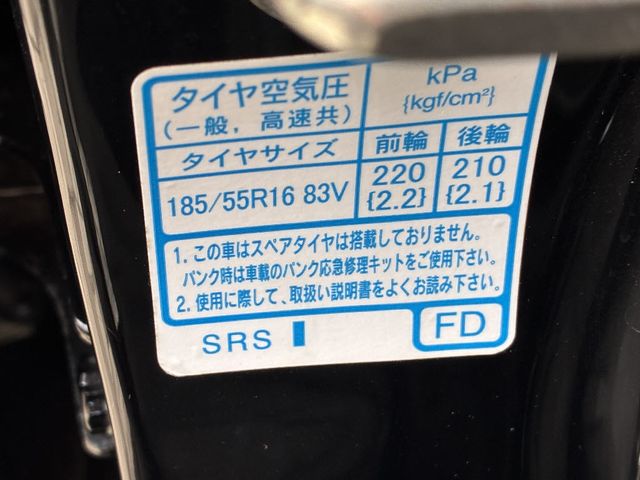 タイヤ空気圧
(一般, 高速共)
kPa
{kgf/cm²}
タイヤサイズ 前輪 後輪
185/55R16 83V 220 210
{2.2} {2.1}
1. この車はスペアタイヤは搭載しておりません。
パンク時は車載のパンク応急修理キットをご使用下さい。
2. 使用に際して、取扱い説明書をよくお読み下さい。
SRS FD